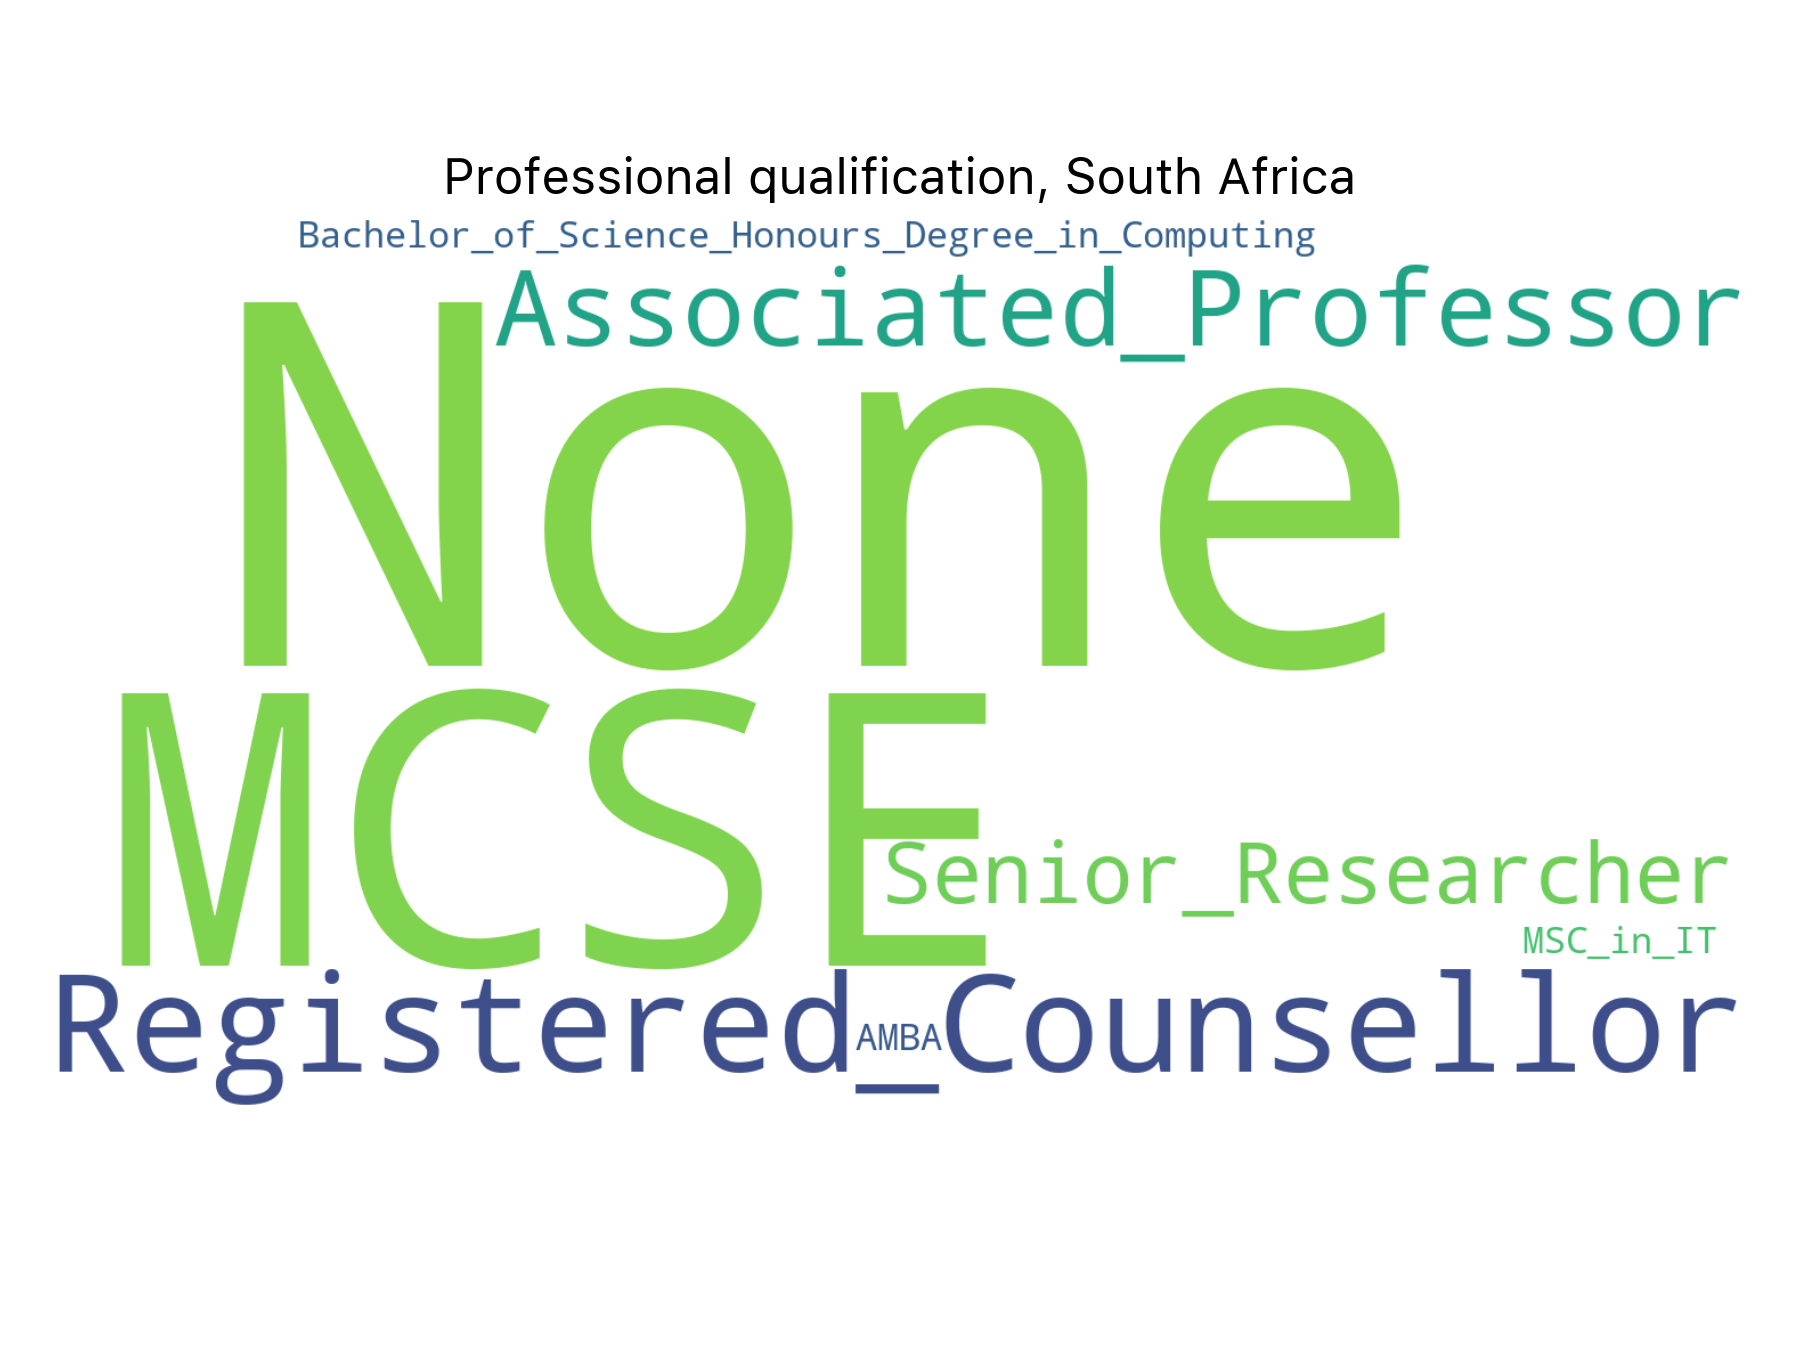 Professional qualification, South Africa
Bachelor_of_Science_Honours_Degree_in_Computing
Associated_Professor
None
MCSE
Senior_Researcher
MSC_in_IT
Registered_Counsellor
AMBA